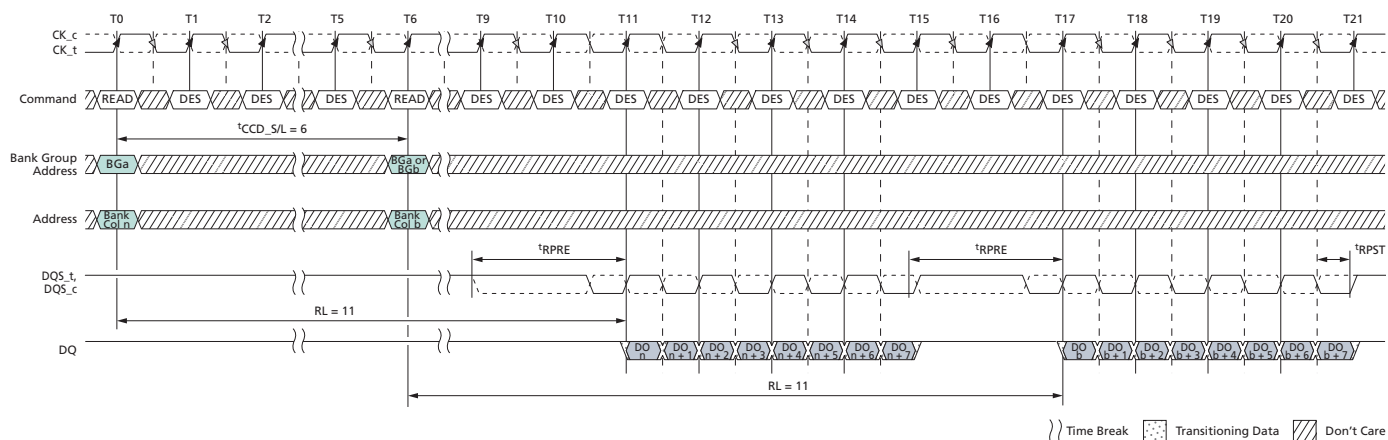 T0 T1 T2 T5 T6 T9 T10 T11 T12 T13 T14 T15 T16 T17 T18 T19 T20 T21
CK_c
CK_t
Command READ DES DES DES READ DES DES DES DES DES DES DES DES DES DES DES DES DES
tCCD_S/L = 6
Bank Group
Address
BGa
BGa or
BGb
Address
Bank
Col n
Bank
Col b
tRPRE tRPRE tRPST
DQS_t,
DQS_c
RL = 11
DQ
DO
n
DO
n + 1
DO
n + 2
DO
n + 3
DO
n + 4
DO
n + 5
DO
n + 6
DO
n + 7
DO
b
DO
b + 1
DO
b + 2
DO
b + 3
DO
b + 4
DO
b + 5
DO
b + 6
DO
b + 7
RL = 11
Time Break Transitioning Data Don't Care